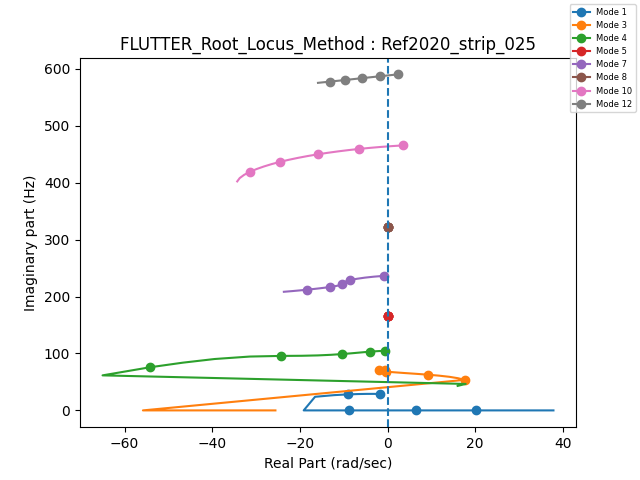 FLUTTER_Root_Locus_Method : Ref2020_strip_025
Mode 1
Mode 3
Mode 4
Mode 5
Mode 7
Mode 8
Mode 10
Mode 12
Imaginary part (Hz)
600
500
400
300
200
100
0
−60
−40
−20
0
20
40
Real Part (rad/sec)